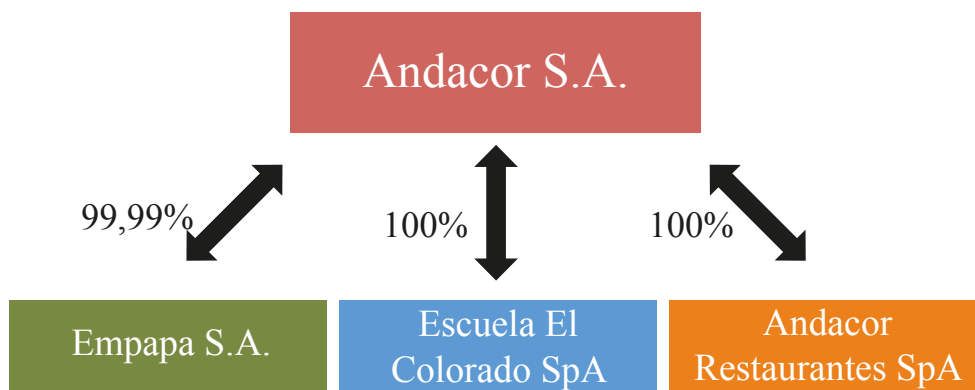 Andacor S.A.
99,99%
100%
100%
Empapa S.A.
Escuela El
Colorado SpA
Andacor
Restaurantes SpA